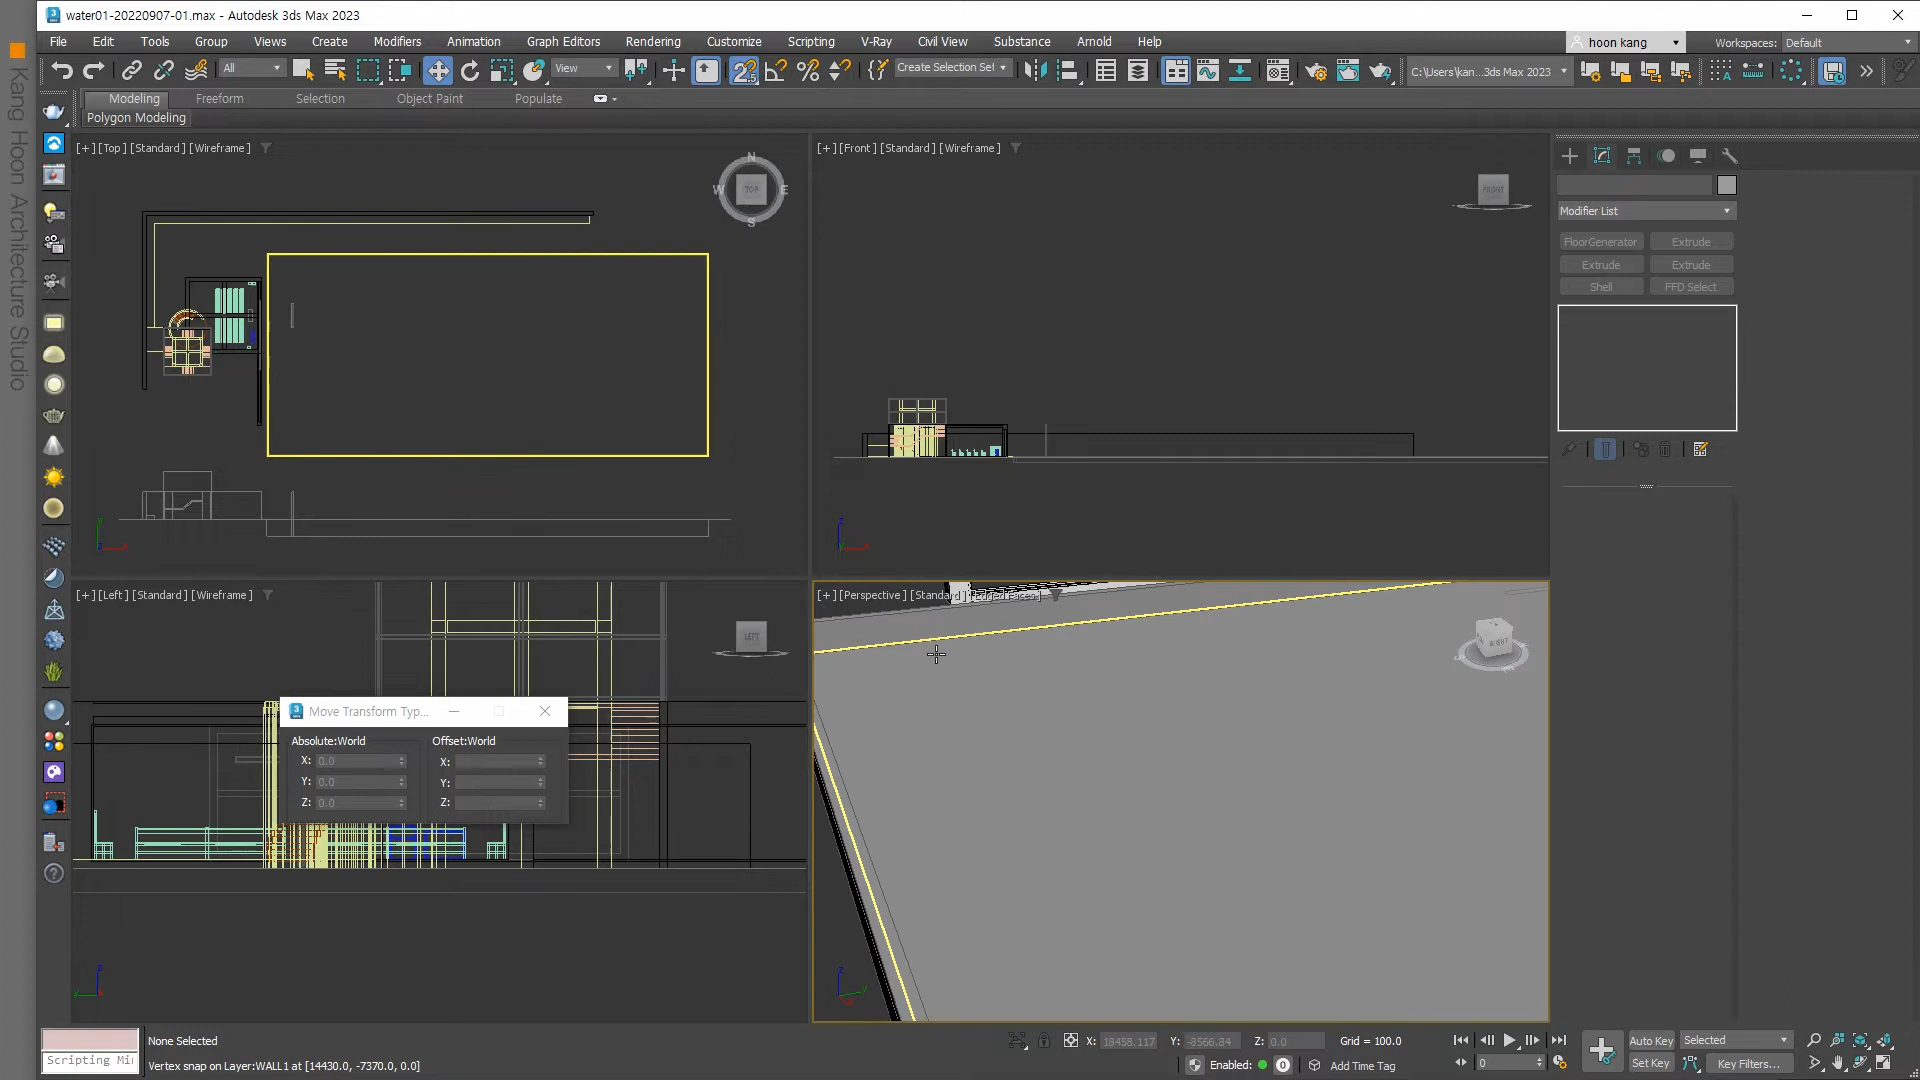 water01-20220907-01.max - Autodesk 3ds Max 2023
File Edit Tools Group Views Create Modifiers Animation Graph Editors Rendering Customize Scripting V-Ray Civil View Substance Arnold Help
hoon kang
Workspaces: Default
All
View
Create Selection Set
C:\Users\kan...3ds Max 2023
Modeling Freeform Selection Object Paint Populate
Polygon Modeling
Kang Hoon Architecture Studio
[+] [Top] [Standard] [Wireframe]
N
W TOP E
S
[+] [Front] [Standard] [Wireframe]
FRONT
Modifier List
FloorGenerator Extrude
Extrude Extrude
Shell FFD Select
[+] [Left] [Standard] [Wireframe]
LEFT
[+] [Perspective] [Standard]
RIGHT
Move Transform Typ...
Absolute:World Offset:World
X: 0.0 X:
Y: 0.0 Y:
Z: 0.0 Z:
None Selected
X: 18458.117 Y: -8566.84 Z: 0.0 Grid = 100.0
Auto Key Selected
Scripting Mi
Vertex snap on Layer:WALL1 at [14430.0, -7370.0, 0.0]
Enabled: 0 Add Time Tag
0
Set Key Key Filters...